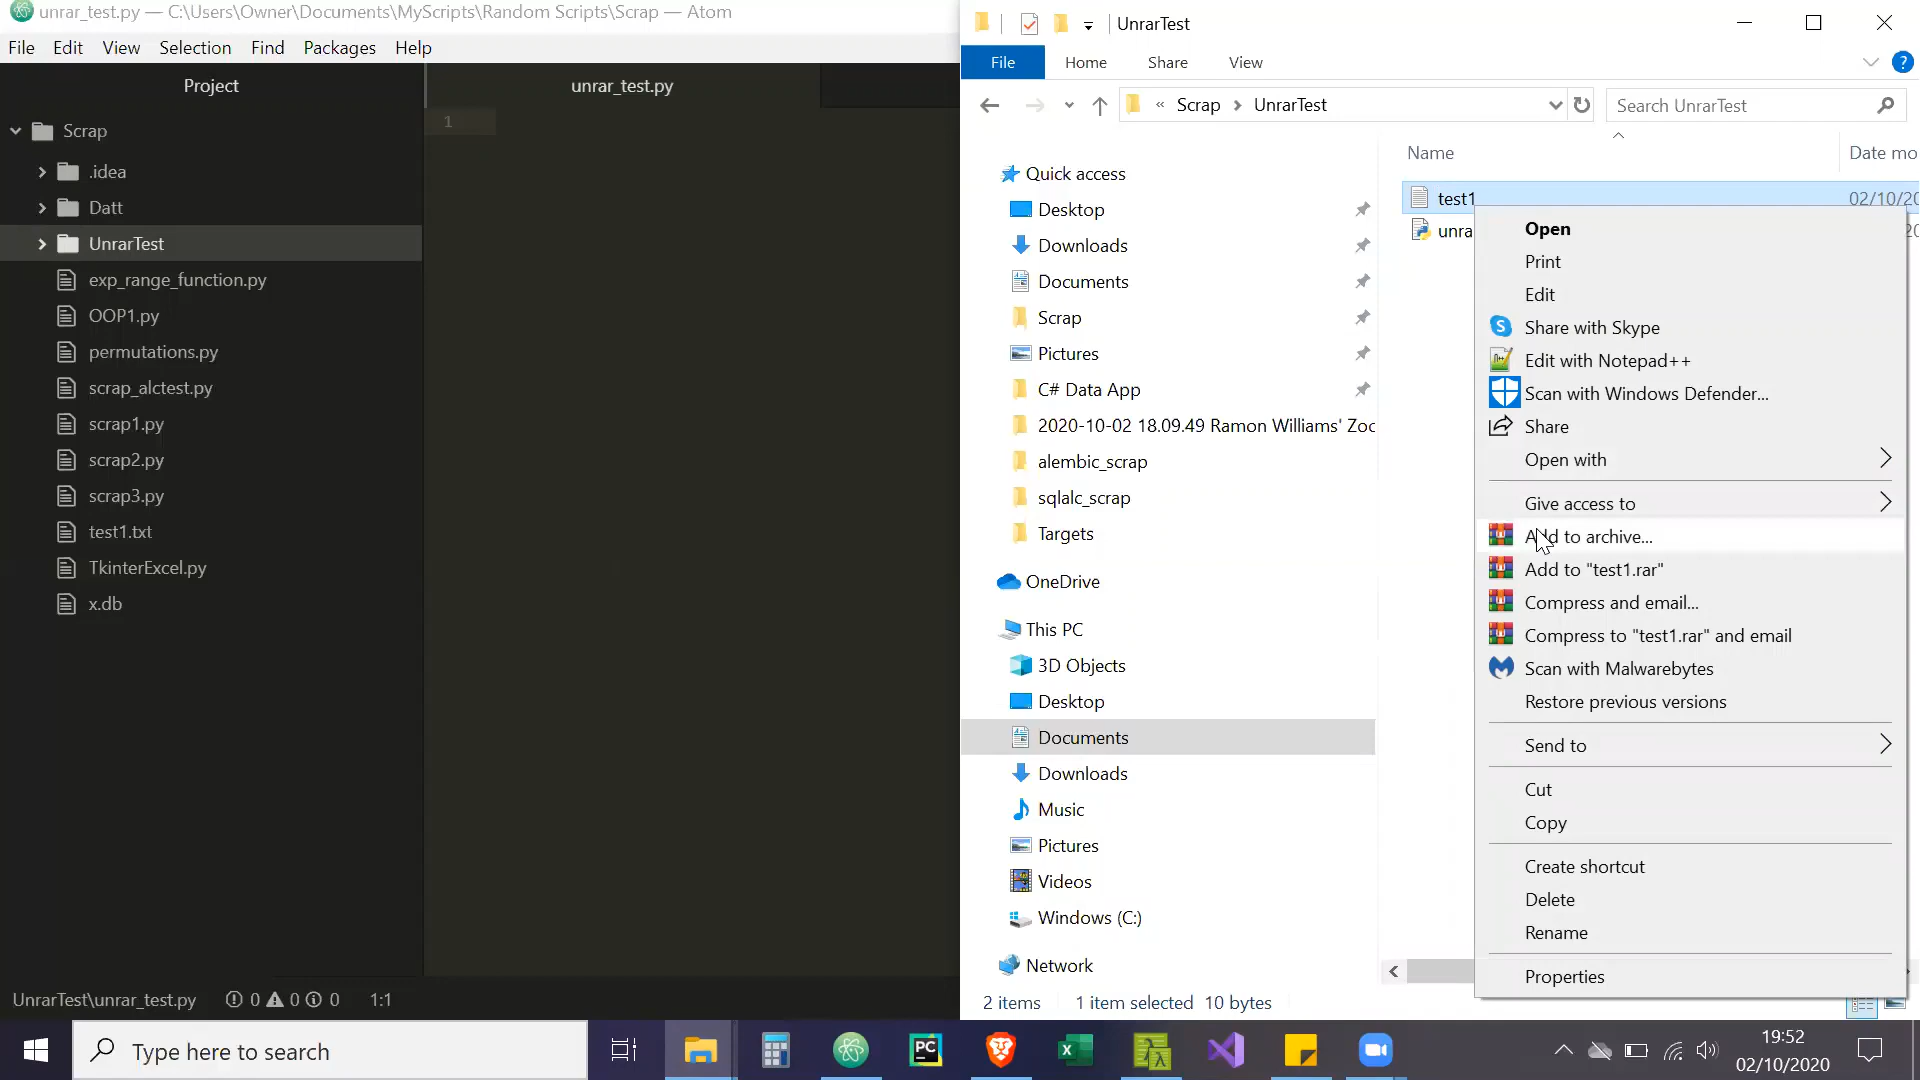 unrar_test.py — C:\Users\Owner\Documents\MyScripts\Random Scripts\Scrap — Atom
File Edit View Selection Find Packages Help
Project
unrar_test.py
1
Scrap
.idea
Datt
UnrarTest
exp_range_function.py
OOP1.py
permutations.py
scrap_alctest.py
scrap1.py
scrap2.py
scrap3.py
test1.txt
TkinterExcel.py
x.db
UnrarTest\unrar_test.py 0 0 0 1:1
UnrarTest
File Home Share View
« Scrap > UnrarTest
Search UnrarTest
Quick access
Desktop
Downloads
Documents
Scrap
Pictures
C# Data App
2020-10-02 18.09.49 Ramon Williams' Zoo
alembic_scrap
sqlalc_scrap
Targets
OneDrive
This PC
3D Objects
Desktop
Documents
Downloads
Music
Pictures
Videos
Windows (C:)
Network
Name Date mo
test1 02/10/20
unra
2 items 1 item selected 10 bytes
Open
Print
Edit
Share with Skype
Edit with Notepad++
Scan with Windows Defender...
Share
Open with
Give access to
Add to archive...
Add to "test1.rar"
Compress and email...
Compress to "test1.rar" and email
Scan with Malwarebytes
Restore previous versions
Send to
Cut
Copy
Create shortcut
Delete
Rename
Properties
Type here to search
PC
19:52
02/10/2020